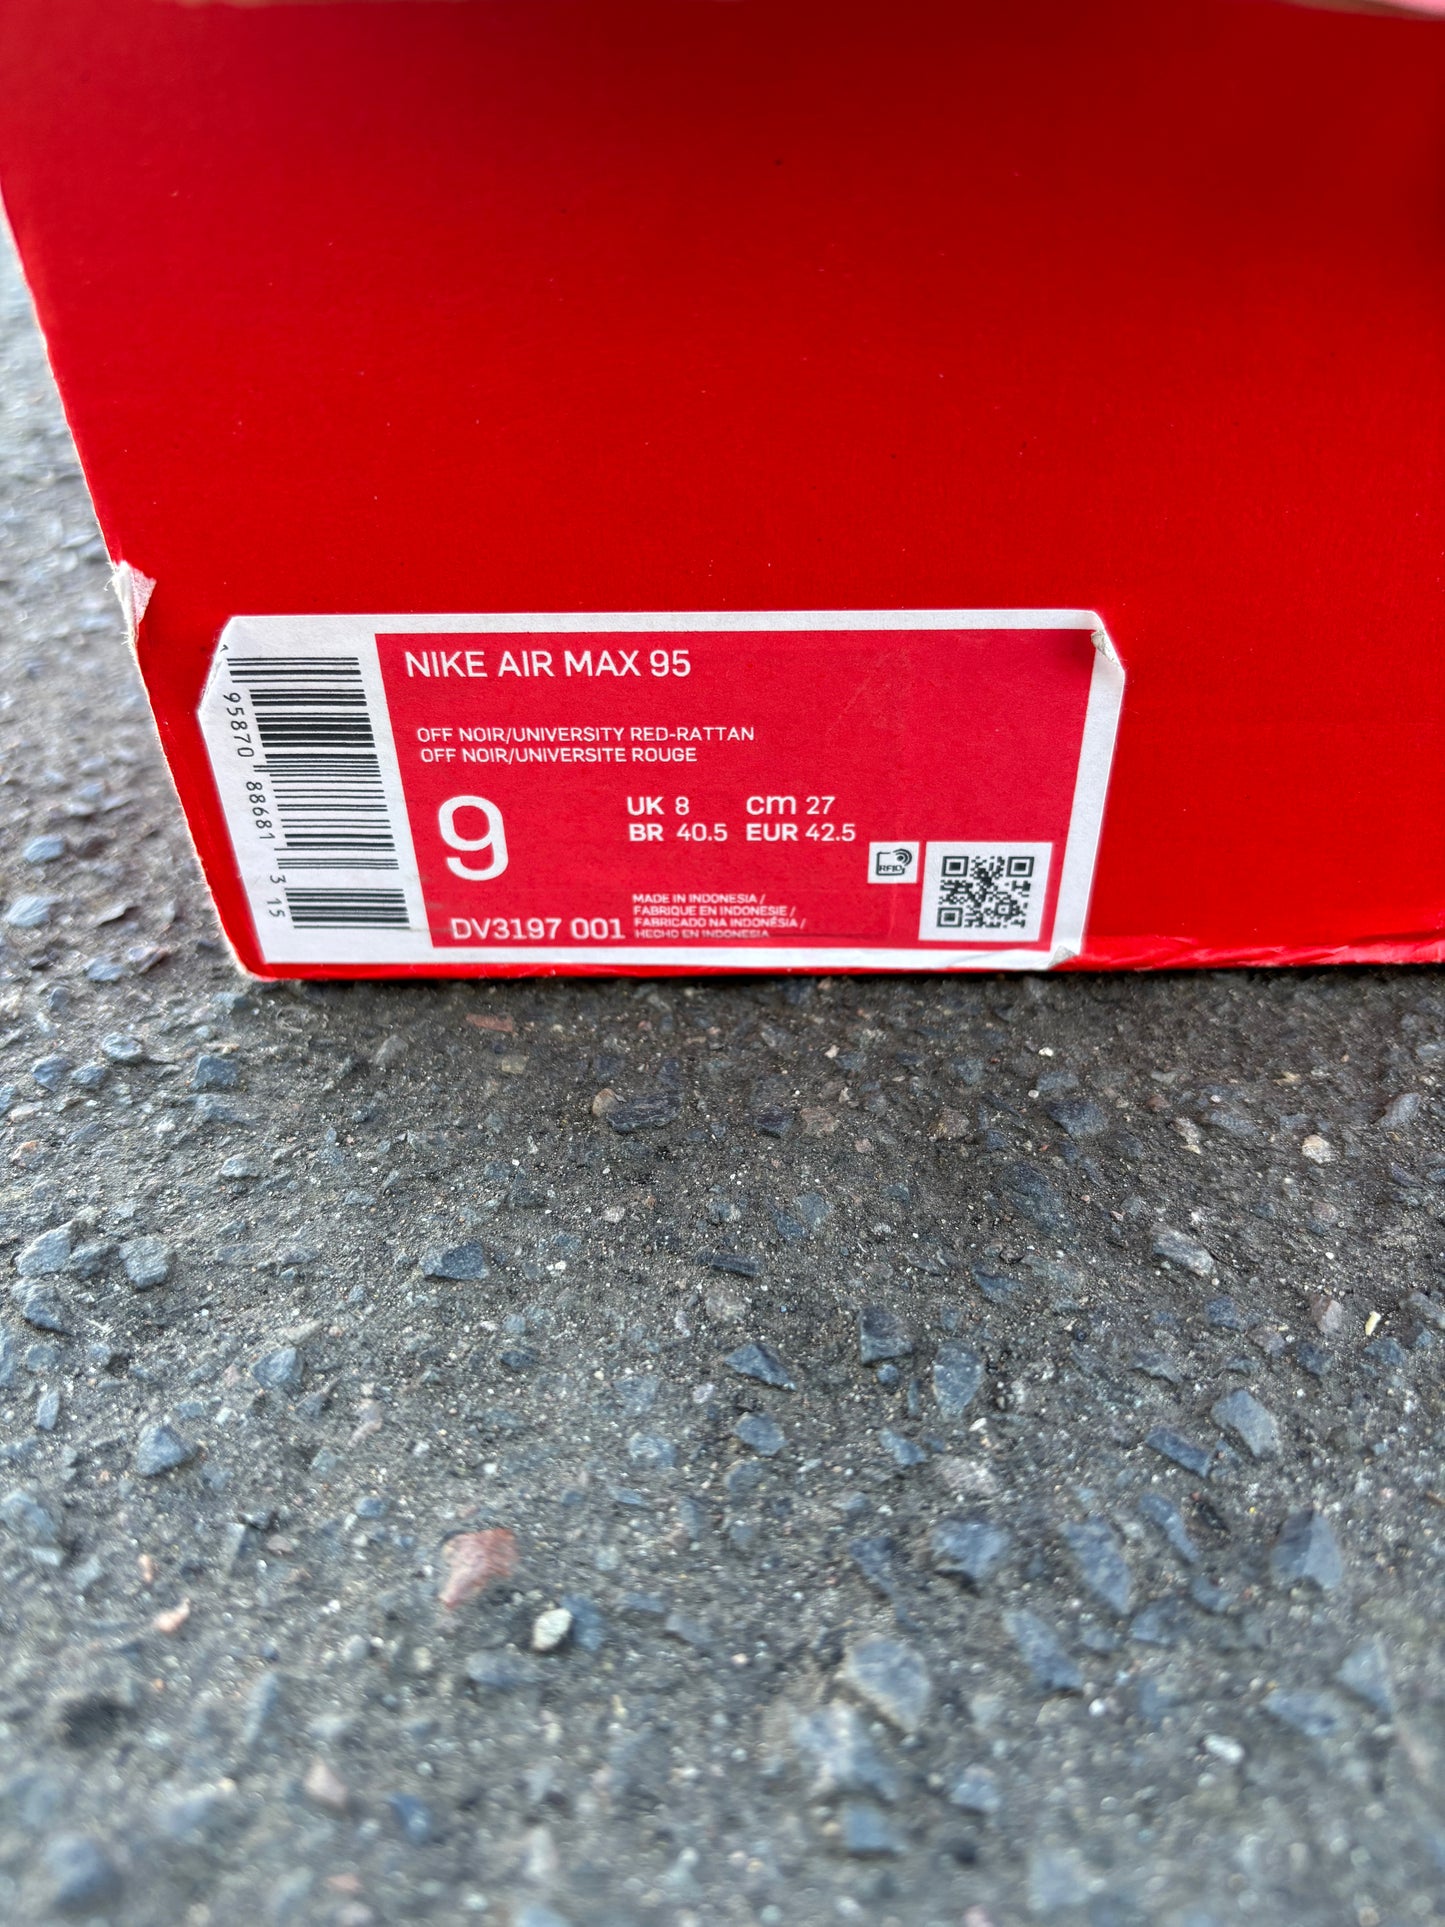 NIKE AIR MAX 95
OFF NOIR/UNIVERSITY RED-RATTAN
OFF NOIR/UNIVERSITE ROUGE
9
UK 8 cm 27
BR 40.5 EUR 42.5
DV3197 001
MADE IN INDONESIA /
FABRIQUE EN INDONESIE /
FABRICADO NA INDONÉSIA /
HECHO EN INDONESIA
RFID
1 95870 88681 3 15